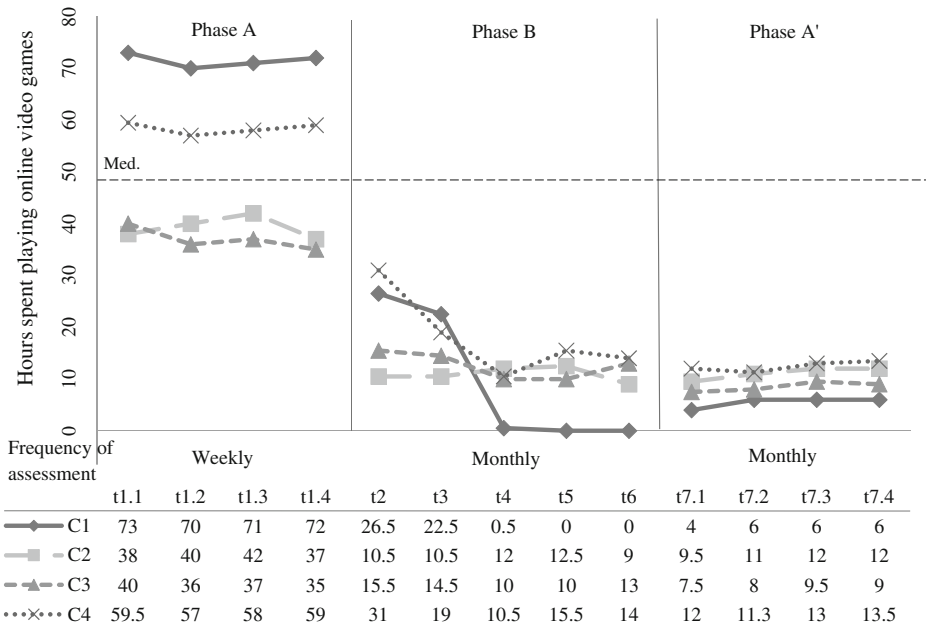 Hours spent playing online video games
80
70
60
50
40
30
20
10
0
Phase A Phase B Phase A'
Med.
Frequency of assessment Weekly Monthly Monthly
t1.1 t1.2 t1.3 t1.4 t2 t3 t4 t5 t6 t7.1 t7.2 t7.3 t7.4
C1 73 70 71 72 26.5 22.5 0.5 0 0 4 6 6 6
C2 38 40 42 37 10.5 10.5 12 12.5 9 9.5 11 12 12
C3 40 36 37 35 15.5 14.5 10 10 13 7.5 8 9.5 9
C4 59.5 57 58 59 31 19 10.5 15.5 14 12 11.3 13 13.5